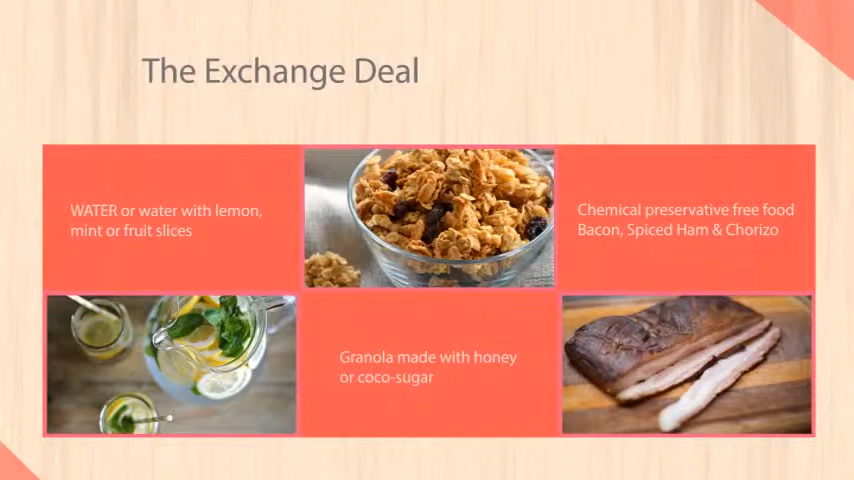 The Exchange Deal
WATER or water with lemon,
mint or fruit slices
Chemical preservative free food
Bacon, Spiced Ham & Chorizo
Granola made with honey
or coco-sugar